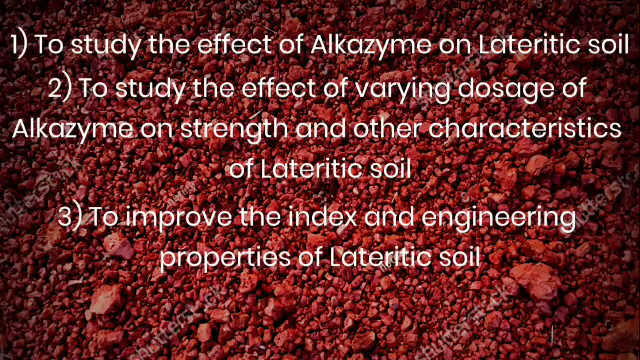 1) To study the effect of Alkazyme on Lateritic soil
2) To study the effect of varying dosage of
Alkazyme on strength and other characteristics
of Lateritic soil
3) To improve the index and engineering
properties of Lateritic soil